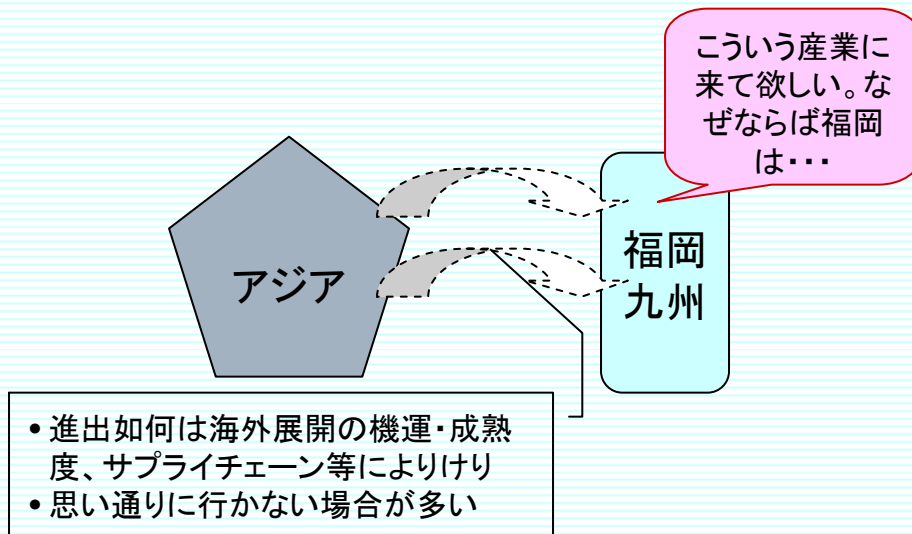 こういう産業に
来て欲しい。な
ぜならば福岡
は・・・
アジア
福岡
九州
• 進出如何は海外展開の機運・成熟
度、サプライチェーン等によりけり
• 思い通りに行かない場合が多い